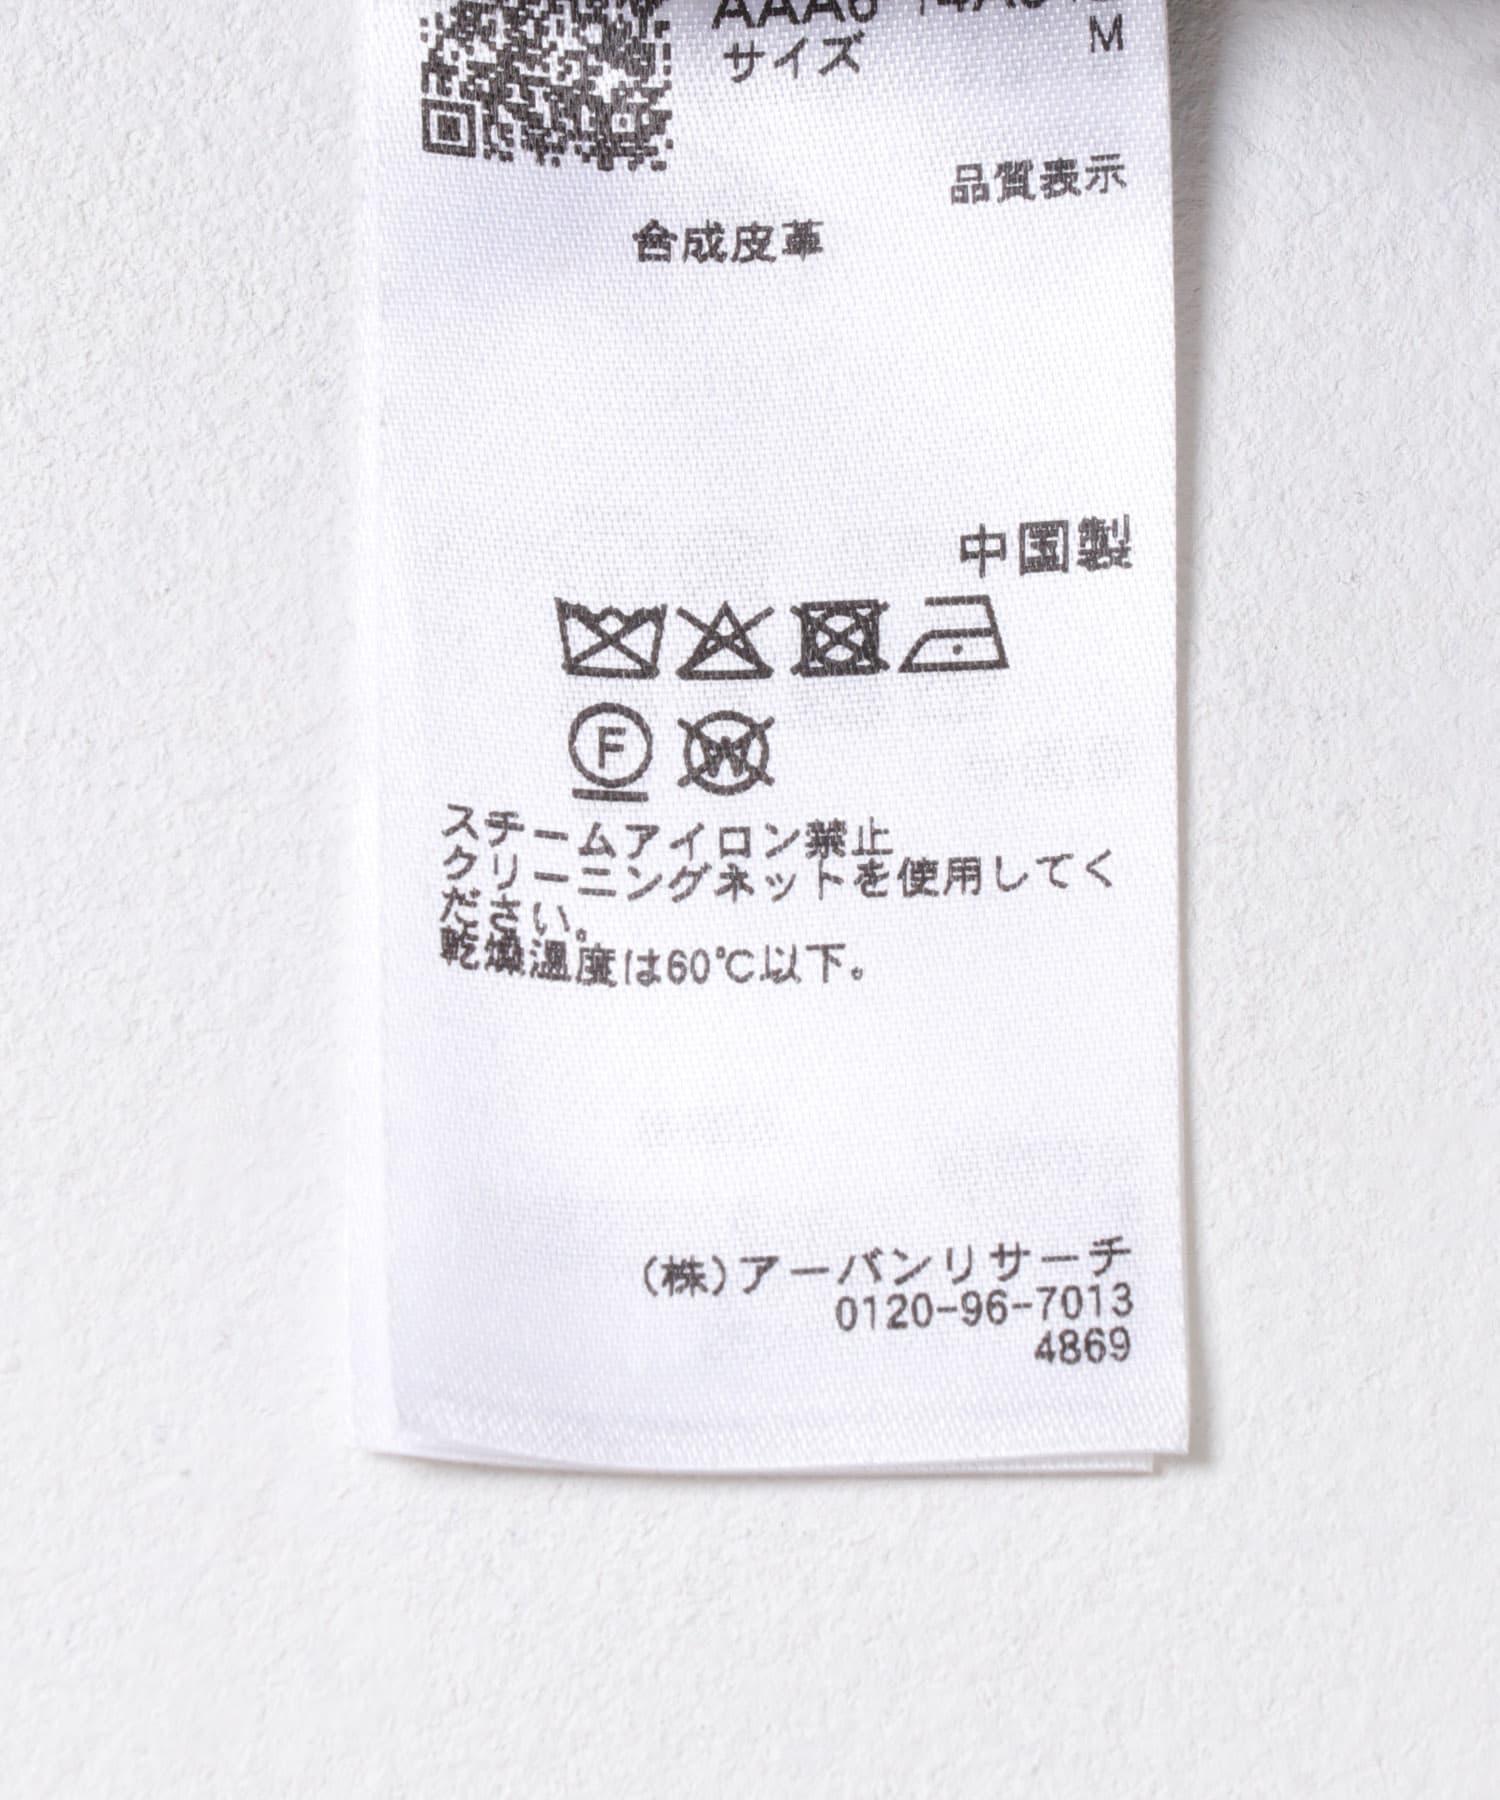 サイズ M
品質表示
合成皮革
中国製
F W
スチームアイロン禁止
クリーニングネットを使用してく
ださい。
乾燥温度は60℃以下。
(株)アーバンリサーチ
0120-96-7013
4869